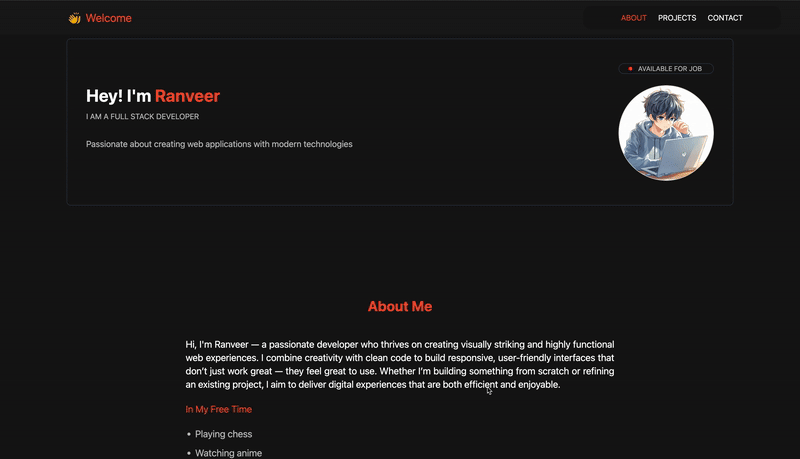 👋 Welcome
ABOUT PROJECTS CONTACT
AVAILABLE FOR JOB
Hey! I'm Ranveer
I AM A FULL STACK DEVELOPER
Passionate about creating web applications with modern technologies
About Me
Hi, I'm Ranveer — a passionate developer who thrives on creating visually striking and highly functional
web experiences. I combine creativity with clean code to build responsive, user-friendly interfaces that
don’t just work great — they feel great to use. Whether I’m building something from scratch or refining
an existing project, I aim to deliver digital experiences that are both efficient and enjoyable.
In My Free Time
• Playing chess
• Watching anime